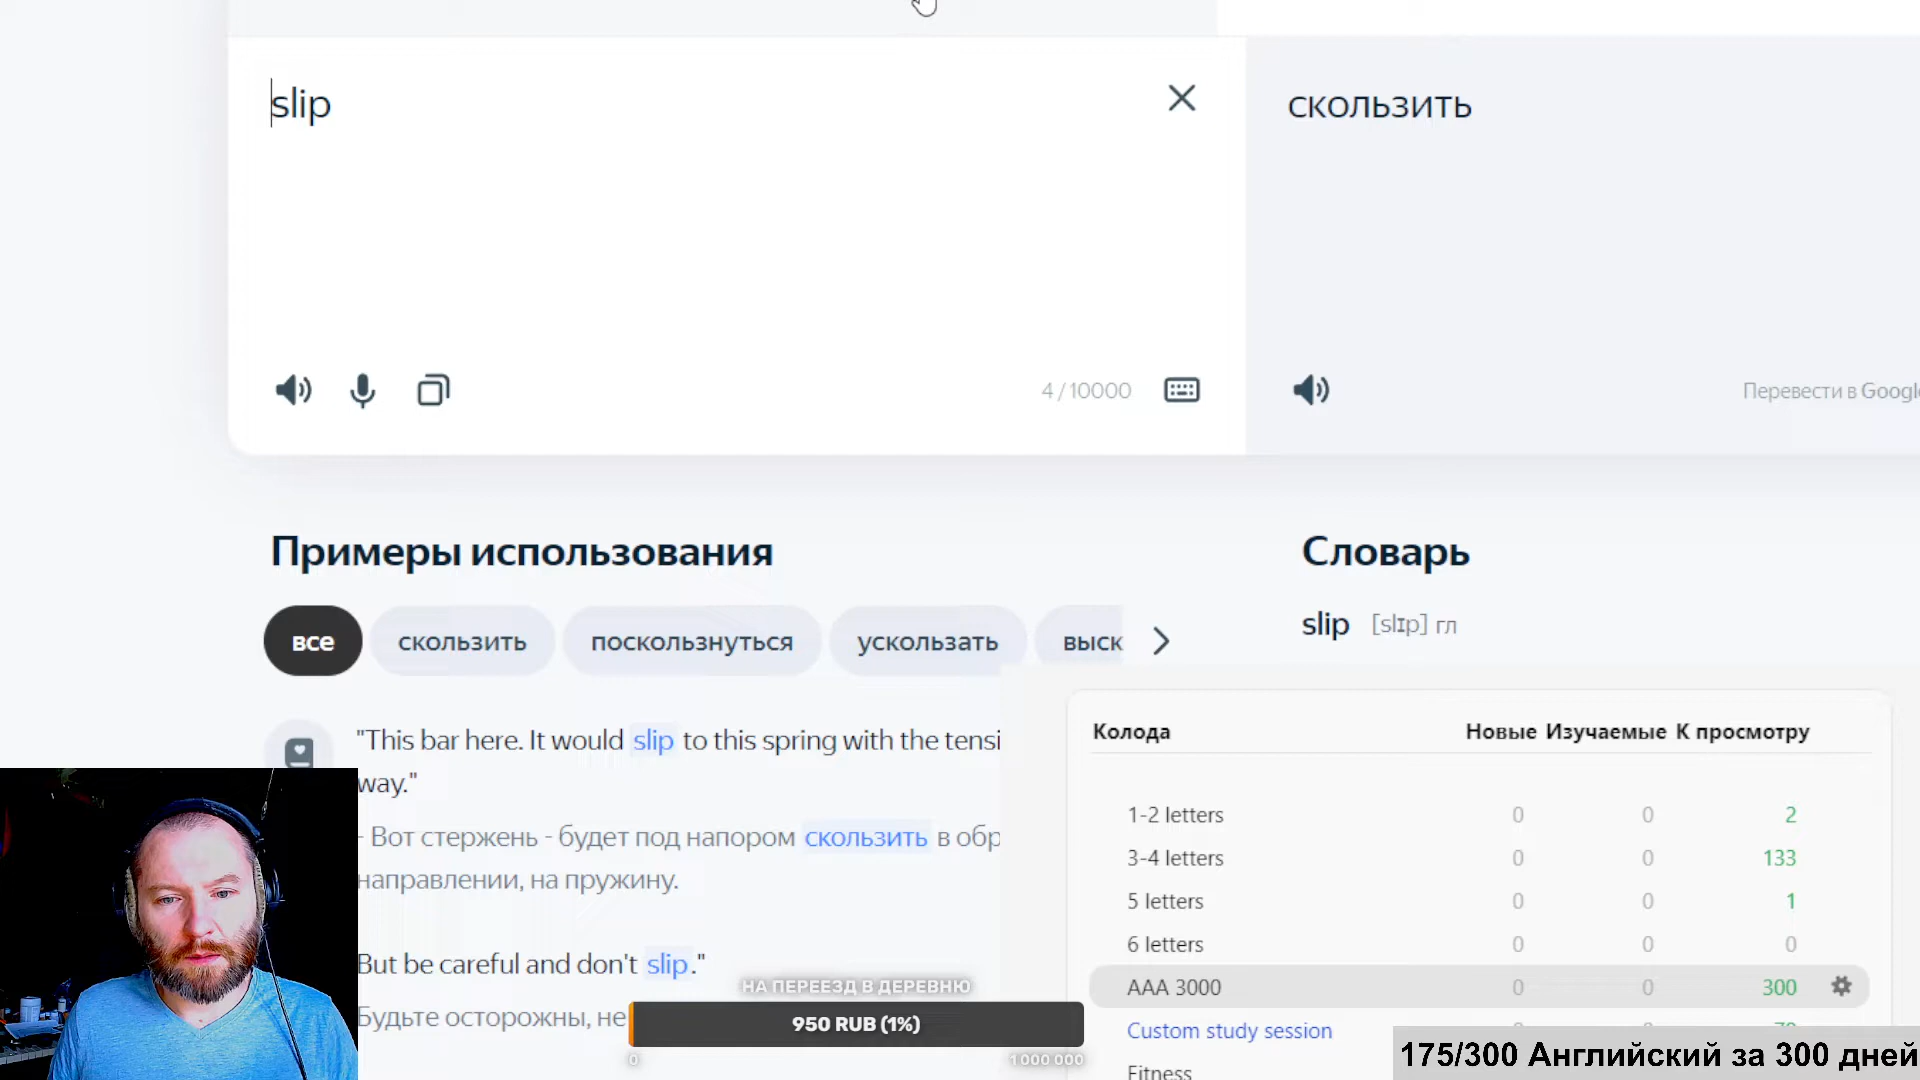 slip
скользить
4 / 10000
Перевести в Google
Примеры использования
все
скользить
поскользнуться
ускользать
выск
Словарь
slip [slɪp] гл
"This bar here. It would slip to this spring with the tensi
way."
- Вот стержень - будет под напором скользить в обр
направлении, на пружину.
But be careful and don't slip."
Будьте осторожны, не
НА ПЕРЕЕЗД В ДЕРЕВНЮ
950 RUB (1%)
0
1 000 000
Колода Новые Изучаемые К просмотру
1-2 letters 0 0 2
3-4 letters 0 0 133
5 letters 0 0 1
6 letters 0 0 0
AAA 3000 0 0 300
Custom study session
Fitness
175/300 Английский за 300 дней